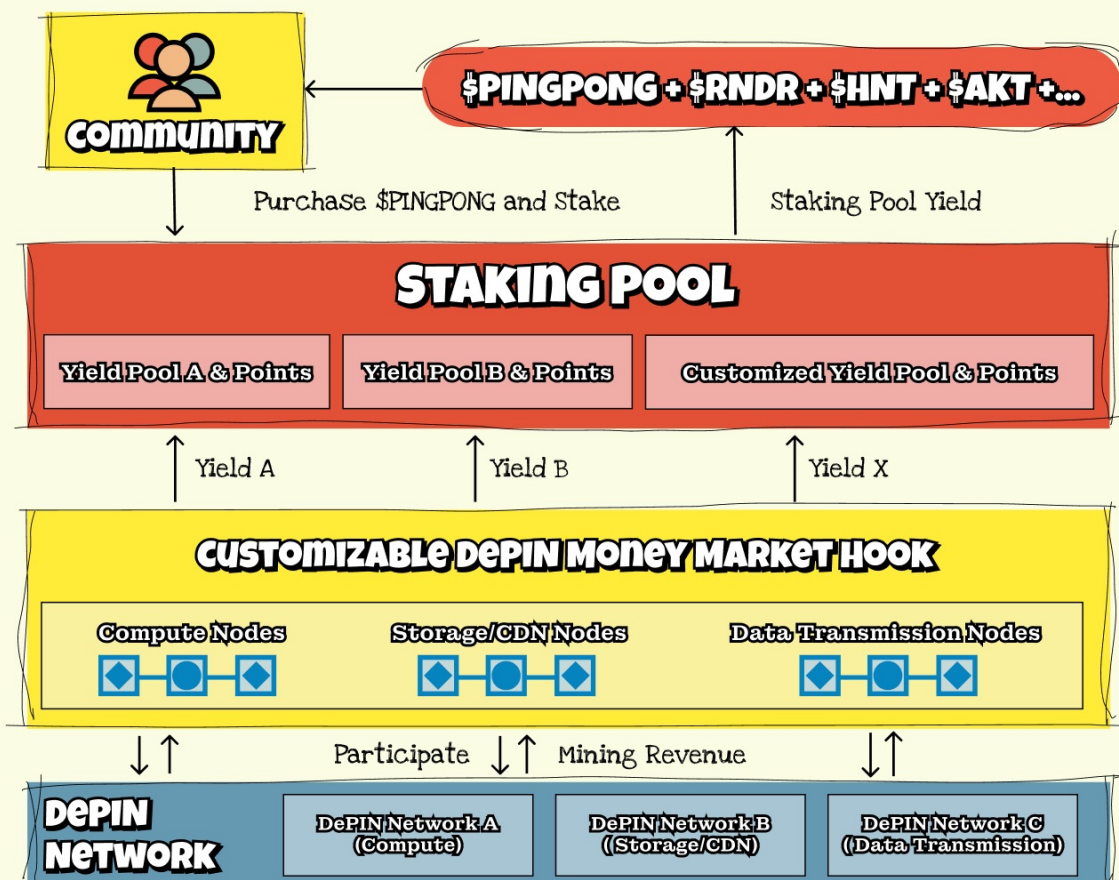 $PINGPONG + $RNDR + $HNT + $AKT +...
COMMUNITY
Purchase $PINGPONG and Stake
Staking Pool Yield
STAKING POOL
Yield Pool A & Points
Yield Pool B & Points
Customized Yield Pool & Points
Yield A
Yield B
Yield X
CUSTOMIZABLE DePIN MONEY MARKET HOOK
Compute Nodes
Storage/CDN Nodes
Data Transmission Nodes
Participate
Mining Revenue
DePIN
NETWORK
DePIN Network A
(Compute)
DePIN Network B
(Storage/CDN)
DePIN Network C
(Data Transmission)